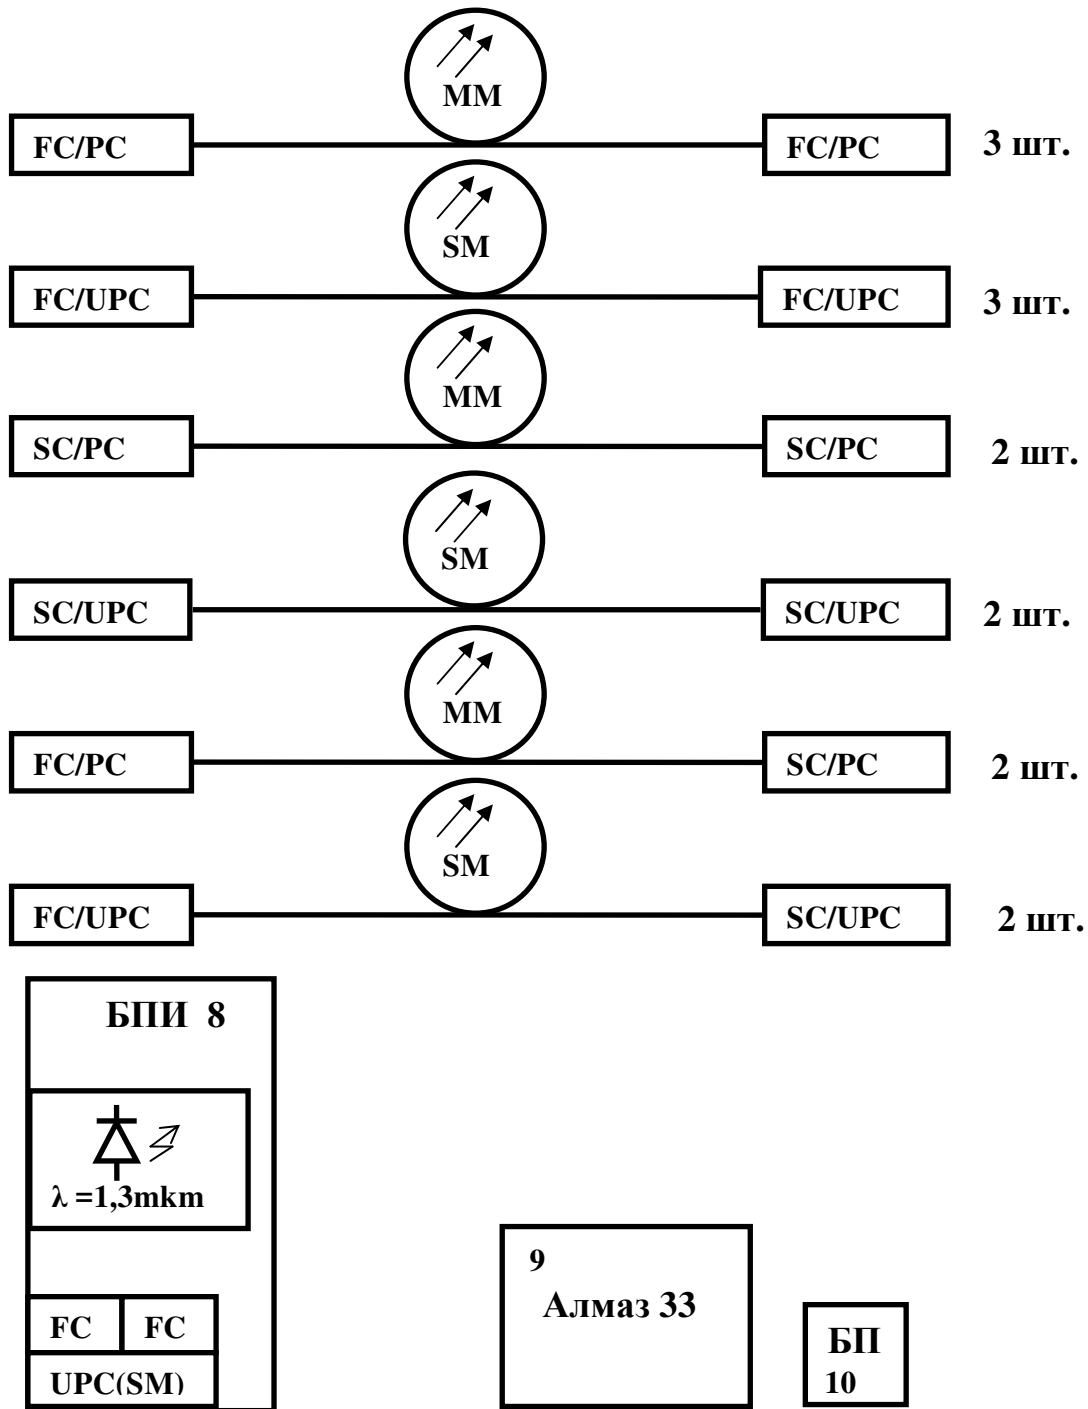 MM
FC/PC FC/PC 3 шт.
SM
FC/UPC FC/UPC 3 шт.
MM
SC/PC SC/PC 2 шт.
SM
SC/UPC SC/UPC 2 шт.
MM
FC/PC SC/PC 2 шт.
SM
FC/UPC SC/UPC 2 шт.
БПИ 8
λ =1,3mkm
9
Алмаз 33
FC FC
UPC(SM)
БП
10